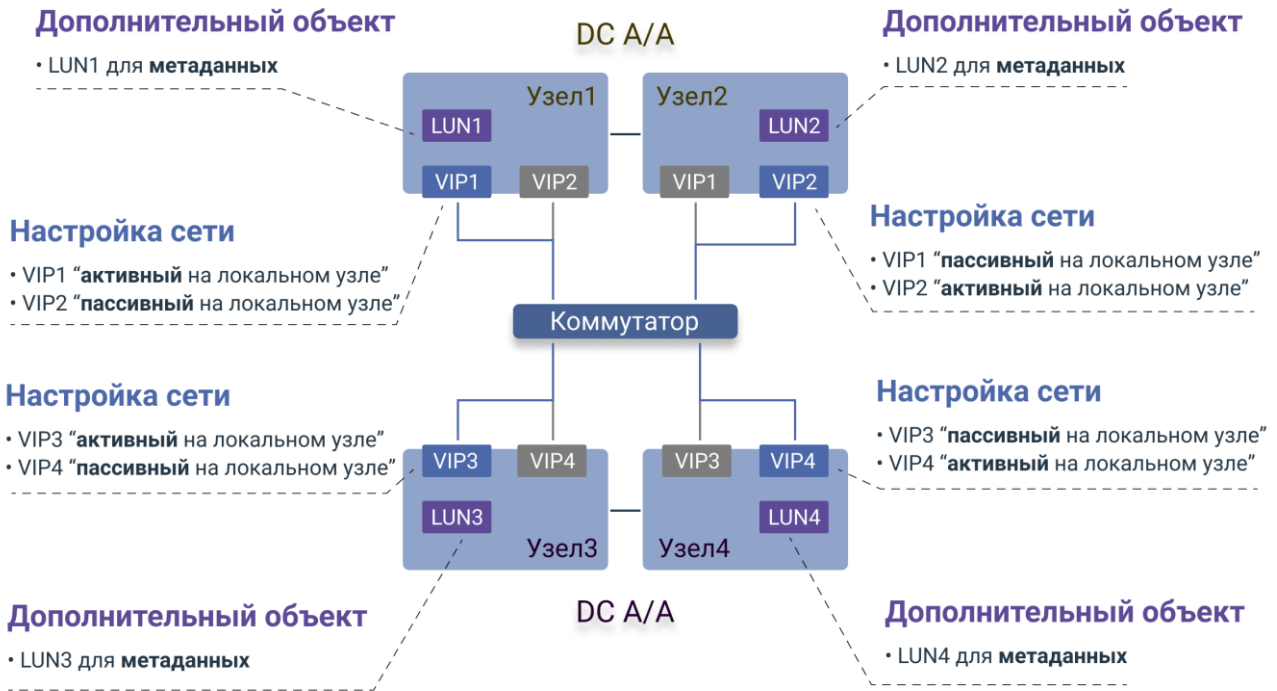 Дополнительный объект
• LUN1 для метаданных
DC A/A
Дополнительный объект
• LUN2 для метаданных
Узел1
Узел2
LUN1
LUN2
VIP1
VIP2
VIP1
VIP2
Настройка сети
• VIP1 “активный на локальном узле”
• VIP2 “пассивный на локальном узле”
Настройка сети
• VIP1 “пассивный на локальном узле”
• VIP2 “активный на локальном узле”
Коммутатор
Настройка сети
• VIP3 “активный на локальном узле”
• VIP4 “пассивный на локальном узле”
Настройка сети
• VIP3 “пассивный на локальном узле”
• VIP4 “активный на локальном узле”
VIP3
VIP4
VIP3
VIP4
LUN3
LUN4
Узел3
Узел4
DC A/A
Дополнительный объект
• LUN3 для метаданных
Дополнительный объект
• LUN4 для метаданных